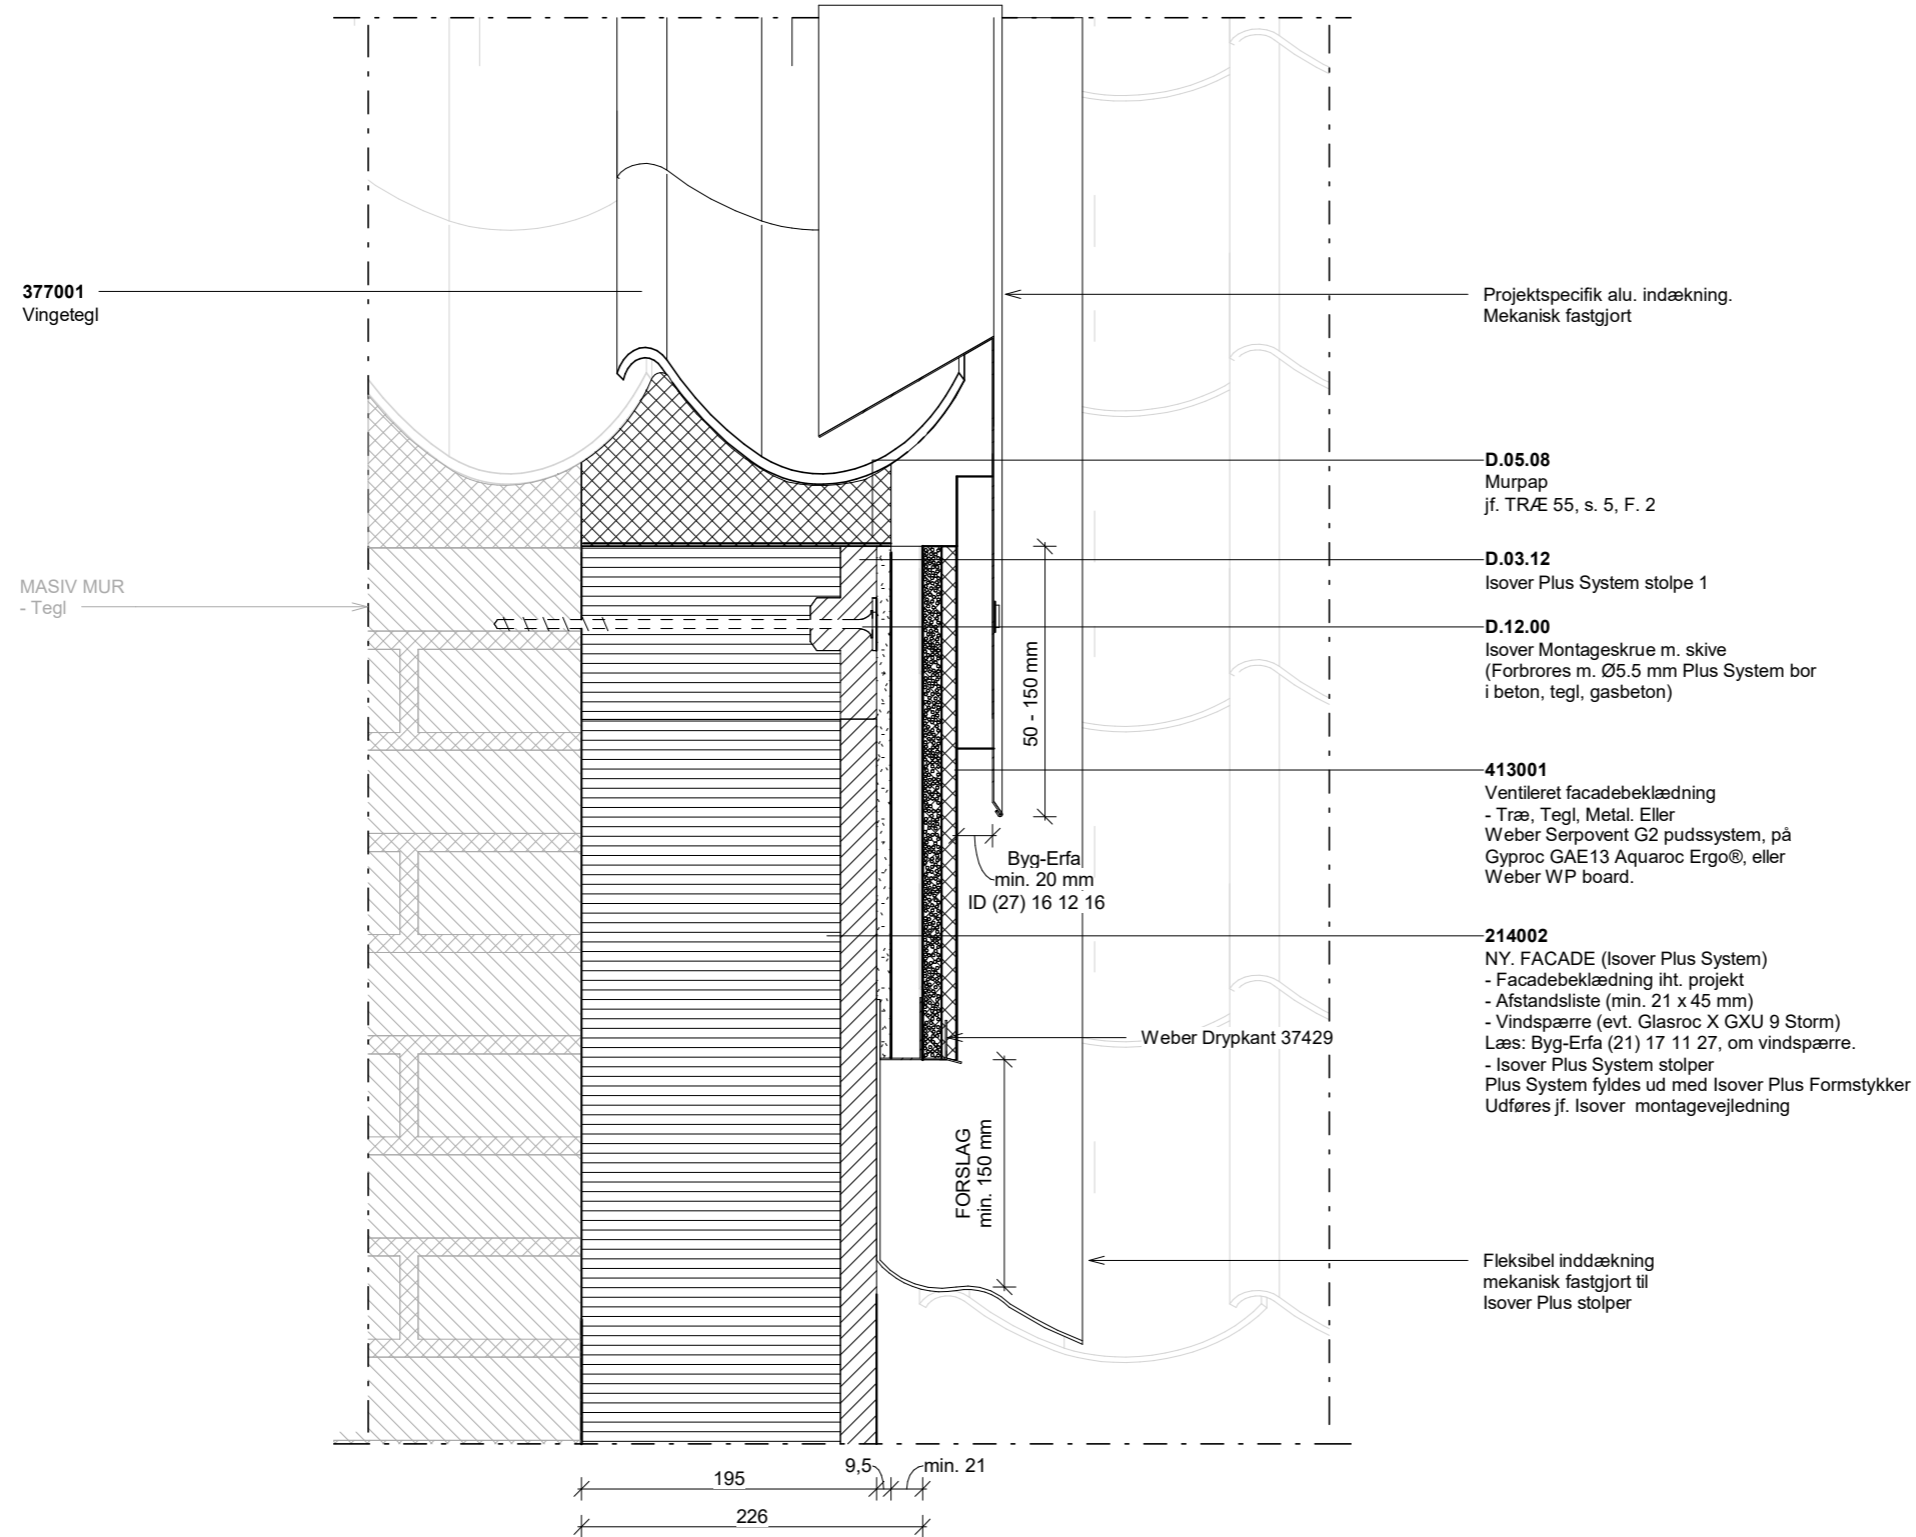 377001
Vingetegl
MASIV MUR
- Tegl
Projektspecifik alu. indækning.
Mekanisk fastgjort
D.05.08
Murpap
jf. TRÆ 55, s. 5, F. 2
D.03.12
Isover Plus System stolpe 1
D.12.00
Isover Montageskrue m. skive
(Forbrores m. Ø5.5 mm Plus System bor
i beton, tegl, gasbeton)
413001
Ventileret facadebeklædning
- Træ, Tegl, Metal. Eller
Weber Serpovent G2 pudssystem, på
Gyproc GAE13 Aquaroc Ergo®, eller
Weber WP board.
214002
NY. FACADE (Isover Plus System)
- Facadebeklædning iht. projekt
- Afstandsliste (min. 21 x 45 mm)
- Vindspærre (evt. Glasroc X GXU 9 Storm)
Læs: Byg-Erfa (21) 17 11 27, om vindspærre.
- Isover Plus System stolper
Plus System fyldes ud med Isover Plus Formstykker
Udføres jf. Isover  montagevejledning
50 - 150 mm
Byg-Erfa
min. 20 mm
ID (27) 16 12 16
Weber Drypkant 37429
FORSLAG
min. 150 mm
Fleksibel inddækning
mekanisk fastgjort til
Isover Plus stolper
195
9,5
min. 21
226